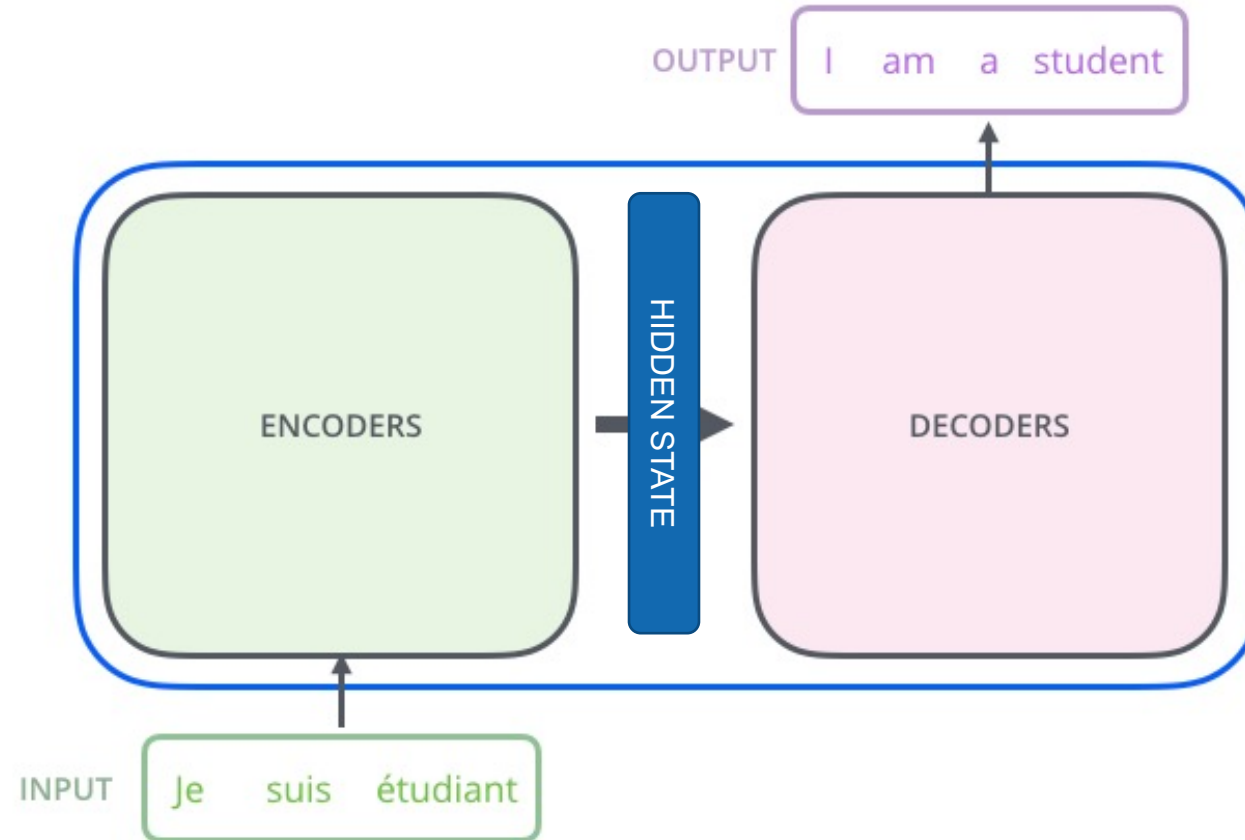 OUTPUT I am a student
ENCODERS
HIDDEN STATE
DECODERS
INPUT Je suis étudiant